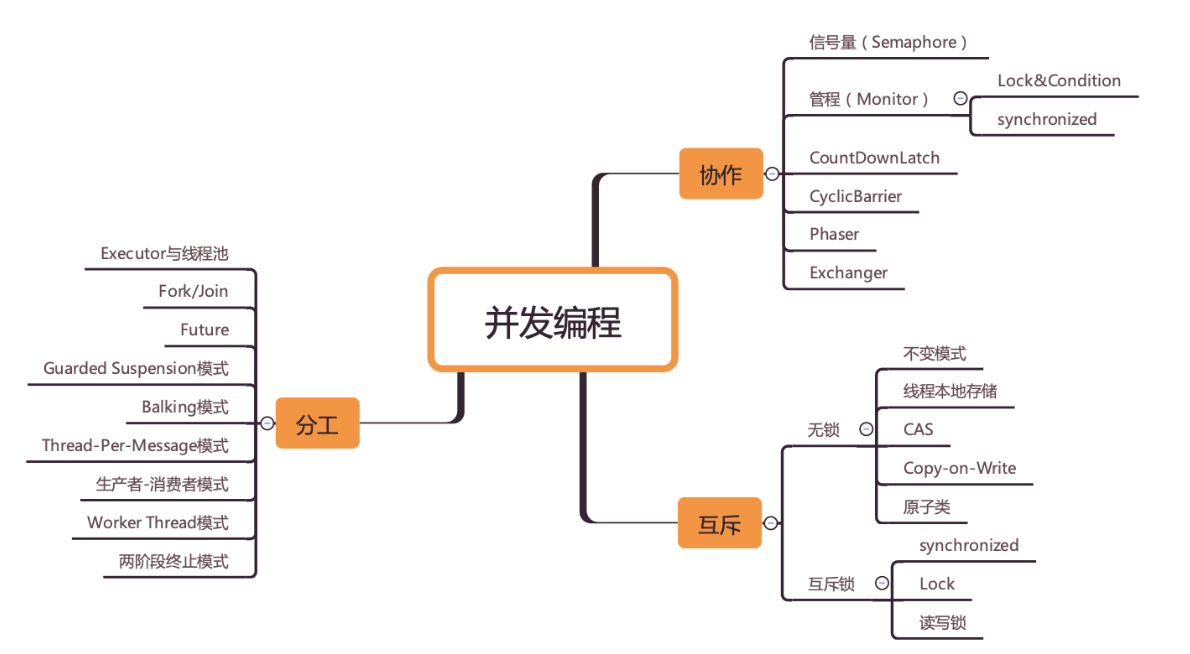 并发编程
协作
信号量（Semaphore）
管程（Monitor）
Lock&Condition
synchronized
CountDownLatch
CyclicBarrier
Phaser
Exchanger
分工
Executor与线程池
Fork/Join
Future
Guarded Suspension模式
Balking模式
Thread-Per-Message模式
生产者-消费者模式
Worker Thread模式
两阶段终止模式
互斥
无锁
不变模式
线程本地存储
CAS
Copy-on-Write
原子类
互斥锁
synchronized
Lock
读写锁